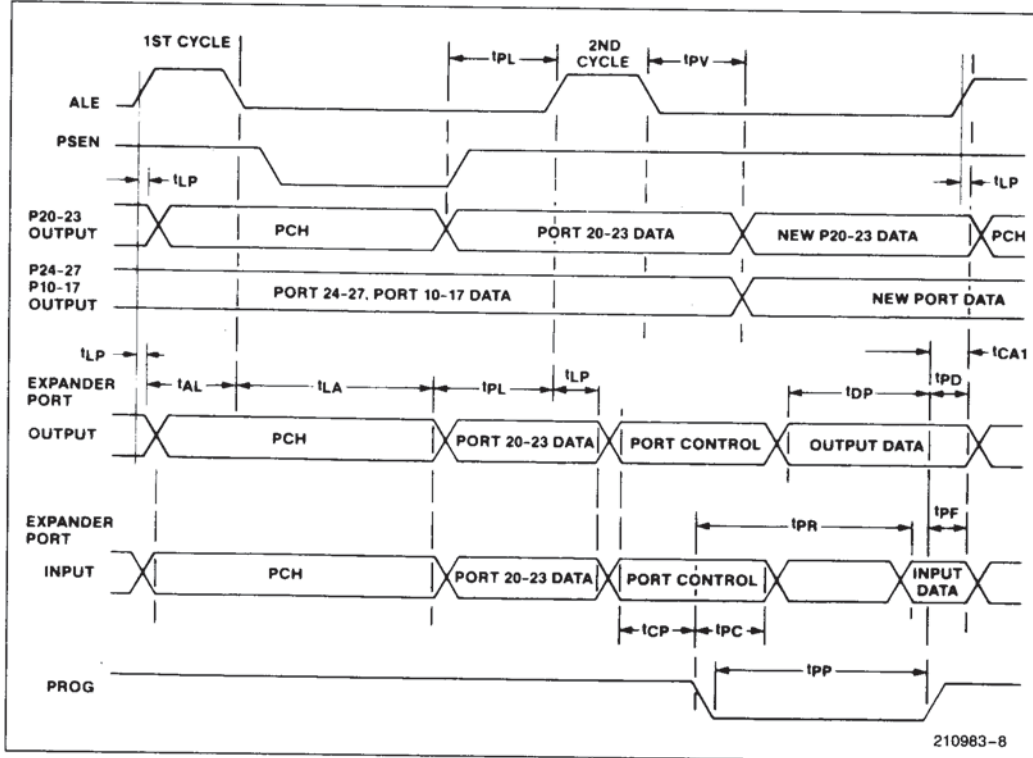 1ST CYCLE
tPL
2ND
CYCLE
tPV
ALE
PSEN
tLP
tLP
P20-23
OUTPUT
PCH
PORT 20-23 DATA
NEW P20-23 DATA
PCH
P24-27
P10-17
OUTPUT
PORT 24-27, PORT 10-17 DATA
NEW PORT DATA
tLP
tCA1
EXPANDER
PORT
OUTPUT
tAL
tLA
tPL
tLP
tDP
tPD
PCH
PORT 20-23 DATA
PORT CONTROL
OUTPUT DATA
EXPANDER
PORT
INPUT
tPR
tPF
PCH
PORT 20-23 DATA
PORT CONTROL
INPUT
DATA
tCP
tPC
PROG
tPP
210983-8